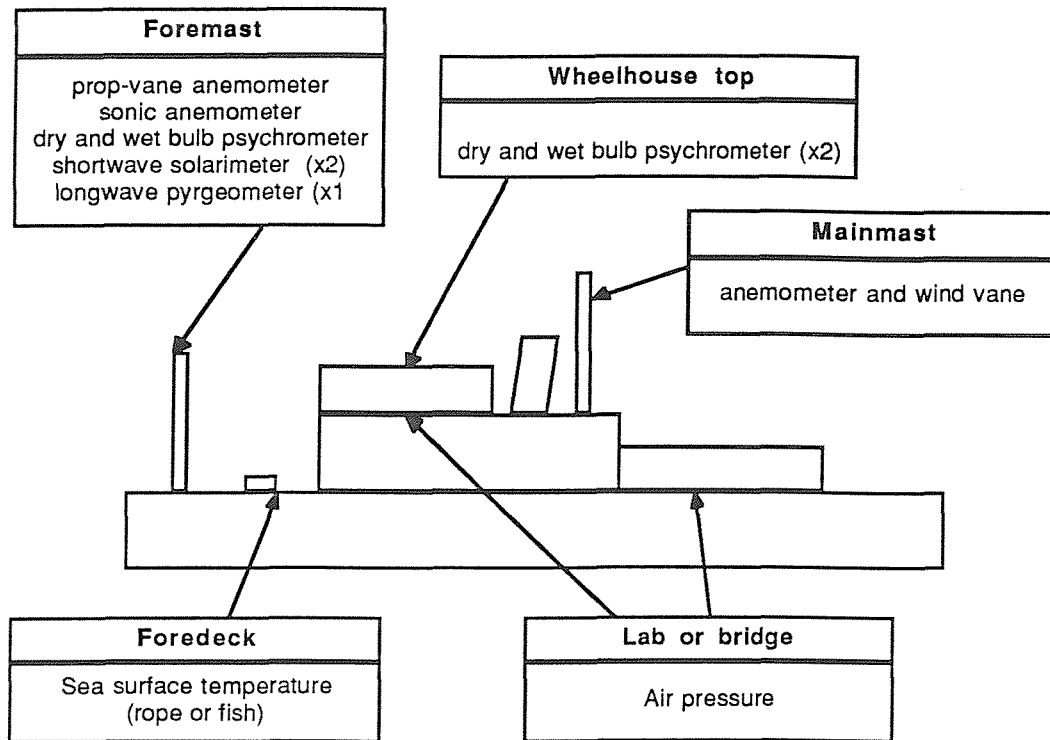 Foremast
prop-vane anemometer
sonic anemometer
dry and wet bulb psychrometer
shortwave solarimeter (x2)
longwave pyrgeometer (x1
Wheelhouse top
dry and wet bulb psychrometer (x2)
Mainmast
anemometer and wind vane
Foredeck
Sea surface temperature
(rope or fish)
Lab or bridge
Air pressure